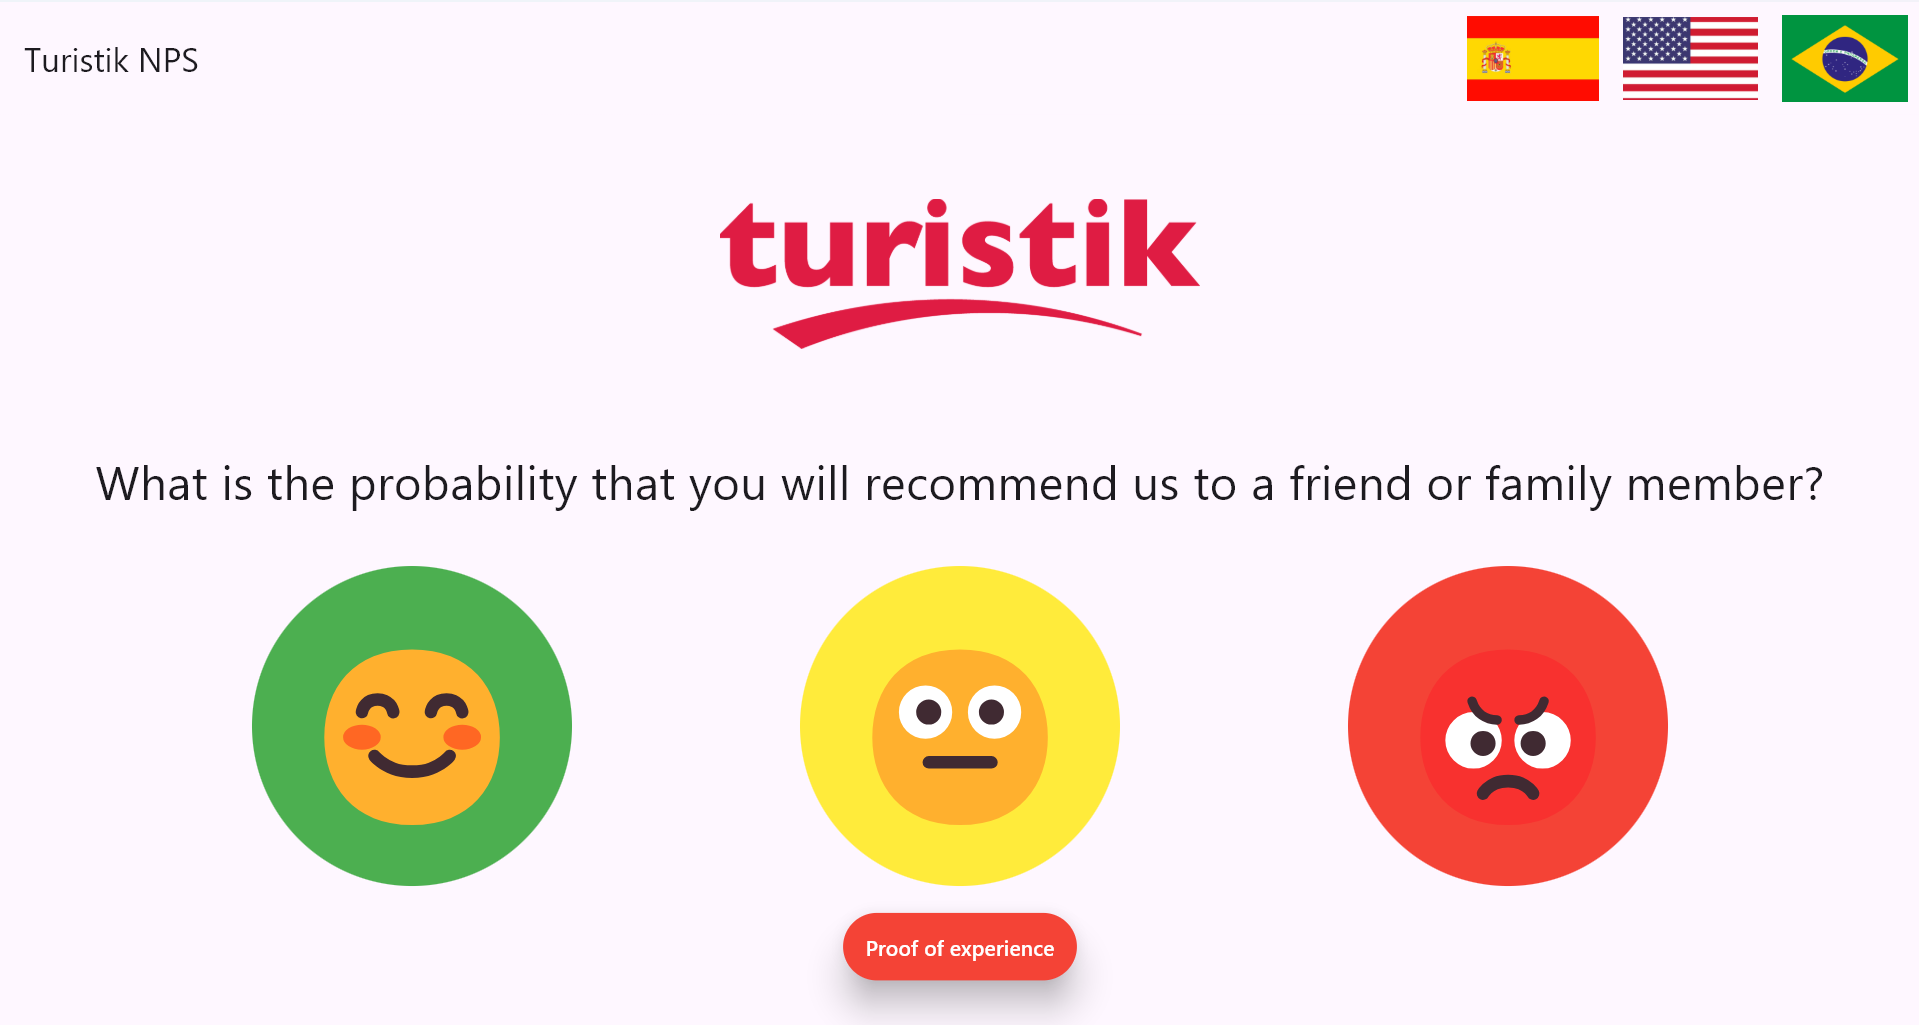 Turistik NPS
turistik
What is the probability that you will recommend us to a friend or family member?
Proof of experience